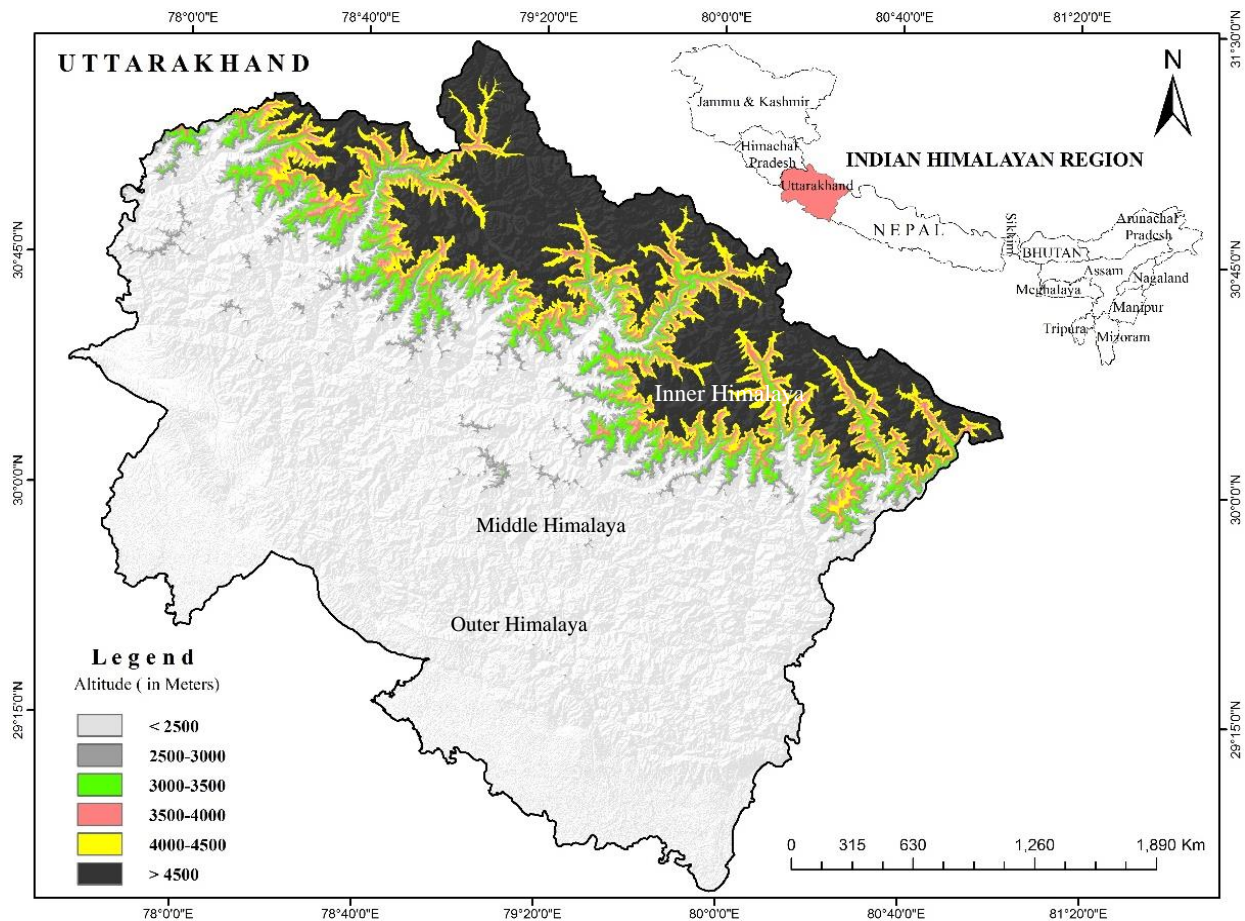 78°0'0"E 78°40'0"E 79°20'0"E 80°0'0"E 80°40'0"E 81°20'0"E
UTTARAKHAND
31°30'0"N
N
Jammu & Kashmir
Himachal
Pradesh
INDIAN HIMALAYAN REGION
Uttarakhand
NEPAL
Sikkim
BHUTAN
Arunachal
Pradesh
Assam
Nagaland
Meghalaya
Manipur
Tripura
Mizoram
30°45'0"N
30°45'0"N
Inner Himalaya
30°0'0"N
30°0'0"N
Middle Himalaya
Outer Himalaya
Legend
Altitude ( in Meters)
< 2500
2500-3000
3000-3500
3500-4000
4000-4500
> 4500
29°15'0"N
29°15'0"N
0 315 630 1,260 1,890 Km
78°0'0"E 78°40'0"E 79°20'0"E 80°0'0"E 80°40'0"E 81°20'0"E